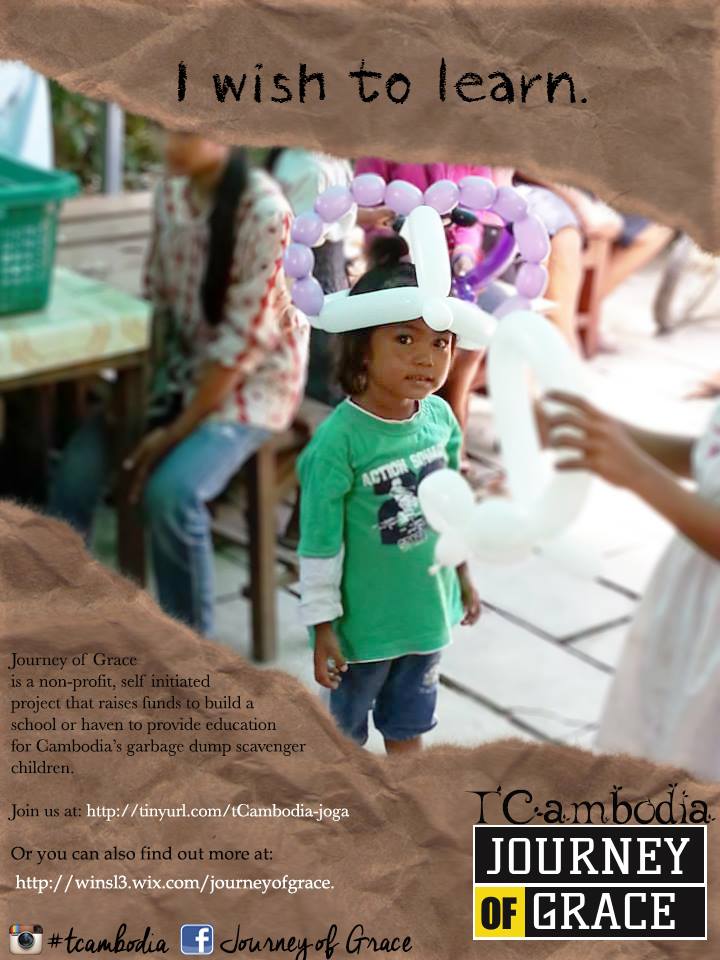 I wish to learn.
ACTION SQUAD
Journey of Grace
is a non-profit, self initiated
project that raises funds to build a
school or haven to provide education
for Cambodia's garbage dump scavenger
children.
Join us at: http://tinyurl.com/tCambodia-joga
Or you can also find out more at:
http://winsl3.wix.com/journeyofgrace.
TCambodia
JOURNEY
OF GRACE
#tcambodia Journey of Grace